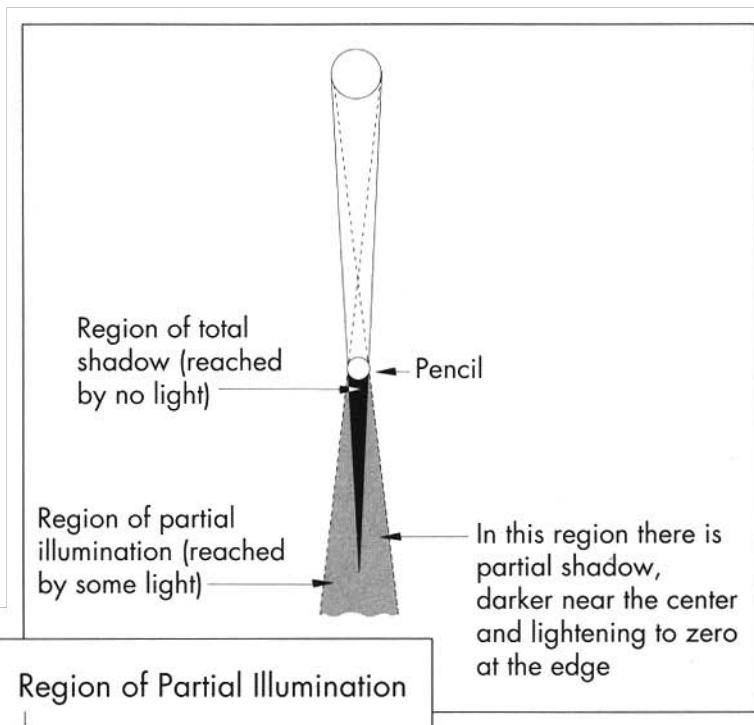 Region of total
shadow (reached
by no light)
Pencil
Region of partial
illumination (reached
by some light)
In this region there is
partial shadow,
darker near the center
and lightening to zero
at the edge
Region of Partial Illumination